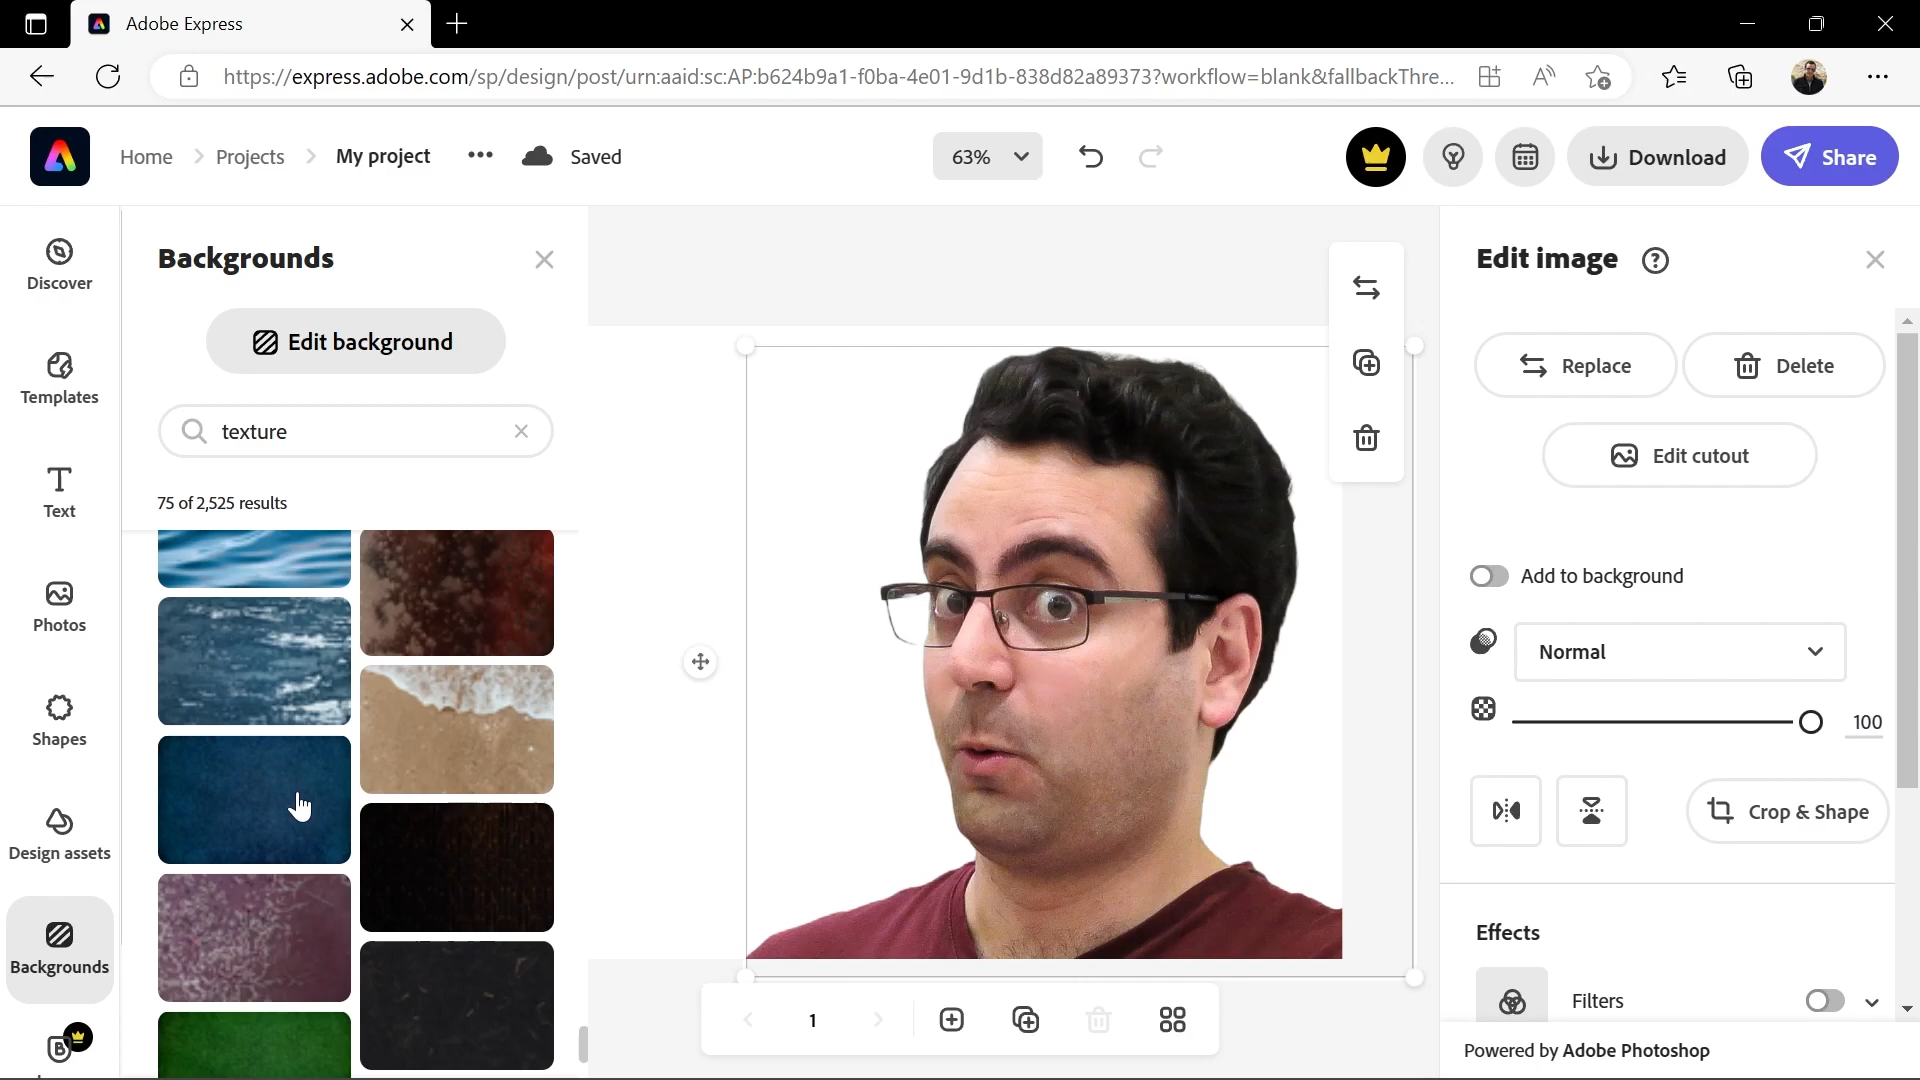 Adobe Express
https://express.adobe.com/sp/design/post/urn:aaid:sc:AP:b624b9a1-f0ba-4e01-9d1b-838d82a89373?workflow=blank&fallbackThre...
Home
Projects
My project
Saved
63%
Download
Share
Discover
Templates
Text
Photos
Shapes
Design assets
Backgrounds
B
Backgrounds
Edit background
texture
75 of 2,525 results
1
Edit image
Replace
Delete
Edit cutout
Add to background
Normal
100
Crop & Shape
Effects
Filters
Powered by Adobe Photoshop